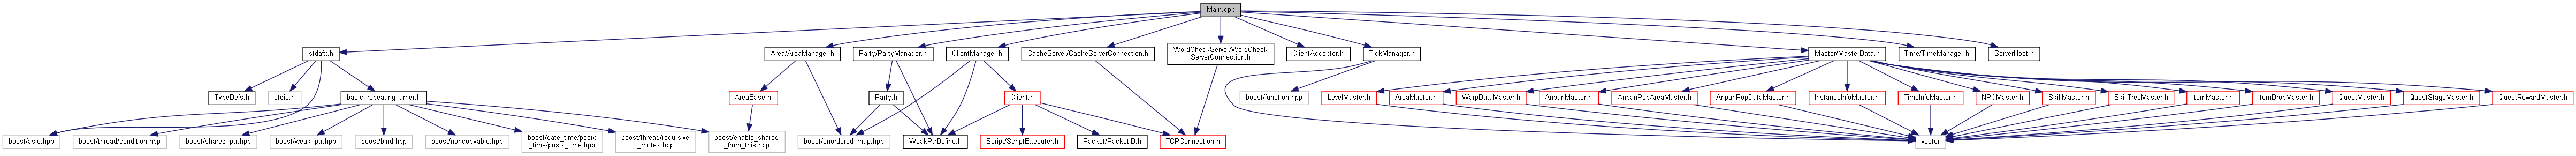 Main.cpp
stdafx.h
Area/AreaManager.h
Party/PartyManager.h
ClientManager.h
CacheServer/CacheServerConnection.h
WordCheckServer/WordCheck
ServerConnection.h
ClientAcceptor.h
TickManager.h
Master/MasterData.h
Time/TimeManager.h
ServerHost.h
TypeDefs.h
stdio.h
basic_repeating_timer.h
AreaBase.h
Party.h
Client.h
boost/function.hpp
LevelMaster.h
AreaMaster.h
WarpDataMaster.h
AnpanMaster.h
AnpanPopAreaMaster.h
AnpanPopDataMaster.h
InstanceInfoMaster.h
TimeInfoMaster.h
NPCMaster.h
SkillMaster.h
SkillTreeMaster.h
ItemMaster.h
ItemDropMaster.h
QuestMaster.h
QuestStageMaster.h
QuestRewardMaster.h
boost/asio.hpp
boost/thread/condition.hpp
boost/shared_ptr.hpp
boost/weak_ptr.hpp
boost/bind.hpp
boost/noncopyable.hpp
boost/date_time/posix
_time/posix_time.hpp
boost/thread/recursive
_mutex.hpp
boost/enable_shared
_from_this.hpp
boost/unordered_map.hpp
WeakPtrDefine.h
Script/ScriptExecuter.h
Packet/PacketID.h
TCPConnection.h
vector